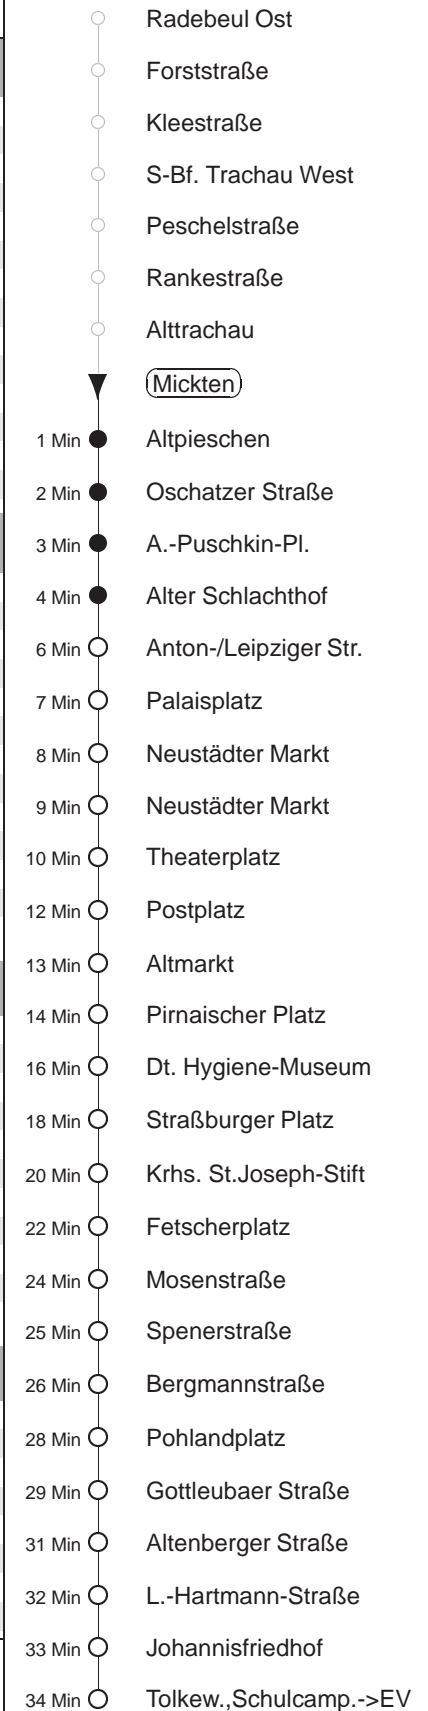 Radebeul Ost
Forststraße
Kleestraße
S-Bf. Trachau West
Peschelstraße
Rankestraße
Alttrachau
Mickten
1 Min Altpieschen
2 Min Oschatzer Straße
3 Min A.-Puschkin-Pl.
4 Min Alter Schlachthof
6 Min Anton-/Leipziger Str.
7 Min Palaisplatz
8 Min Neustädter Markt
9 Min Neustädter Markt
10 Min Theaterplatz
12 Min Postplatz
13 Min Altmarkt
14 Min Pirnaischer Platz
16 Min Dt. Hygiene-Museum
18 Min Straßburger Platz
20 Min Krhs. St.Joseph-Stift
22 Min Fetscherplatz
24 Min Mosenstraße
25 Min Spenerstraße
26 Min Bergmannstraße
28 Min Pohlandplatz
29 Min Gottleubaer Straße
31 Min Altenberger Straße
32 Min L.-Hartmann-Straße
33 Min Johannisfriedhof
34 Min Tolkew.,Schulcamp.->EV